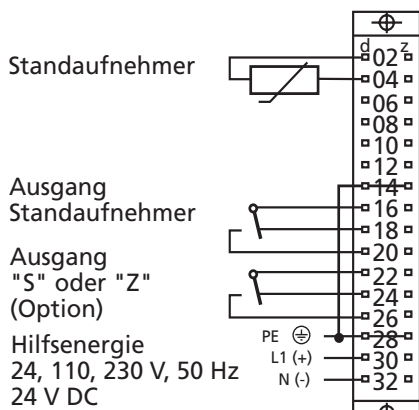 Standaufnehmer
Ausgang
Standaufnehmer
Ausgang
"S" oder "Z"
(Option)
Hilfsenergie
24, 110, 230 V, 50 Hz
24 V DC
PE
L1 (+)
N (-)
d z
02
04
06
08
10
12
14
16
18
20
22
24
26
28
30
32